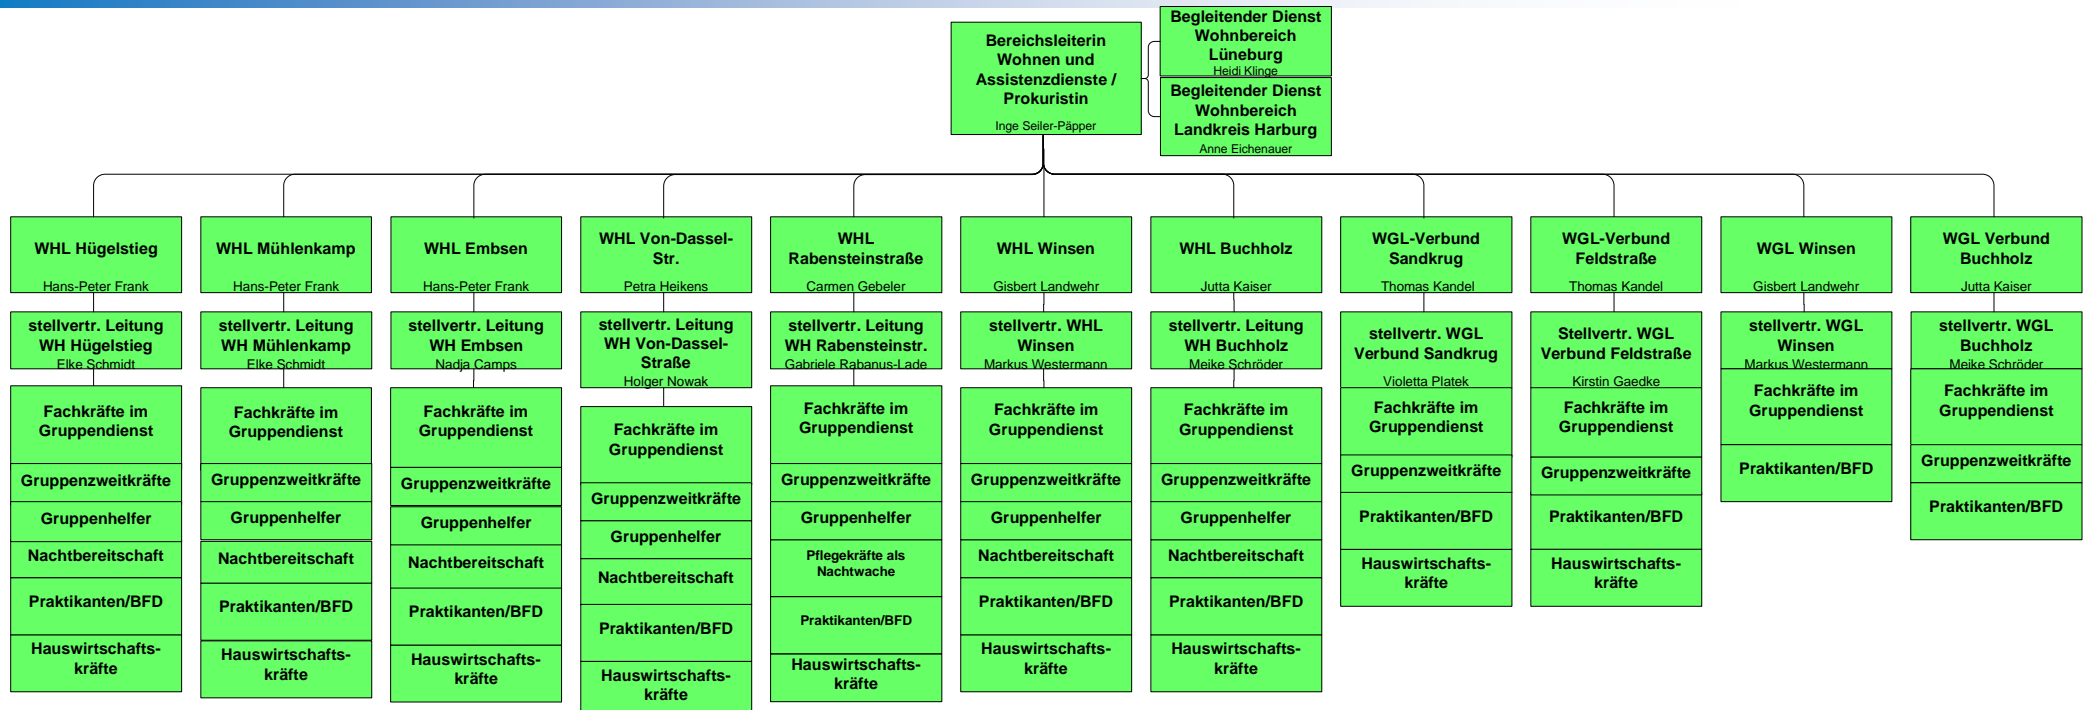 Bereichsleiterin
Wohnen und
Assistenzdienste /
Prokuristin
Inge Seiler-Päpper
Begleitender Dienst
Wohnbereich
Lüneburg
Heidi Klinge
Begleitender Dienst
Wohnbereich
Landkreis Harburg
Anne Eichenauer
WHL Hügelstieg
Hans-Peter Frank
stellvertr. Leitung
WH Hügelstieg
Elke Schmidt
Fachkräfte im
Gruppendienst
Gruppenzweitkräfte
Gruppenhelfer
Nachtbereitschaft
Praktikanten/BFD
Hauswirtschafts-
kräfte
WHL Mühlenkamp
Hans-Peter Frank
stellvertr. Leitung
WH Mühlenkamp
Elke Schmidt
Fachkräfte im
Gruppendienst
Gruppenzweitkräfte
Gruppenhelfer
Nachtbereitschaft
Praktikanten/BFD
Hauswirtschafts-
kräfte
WHL Embsen
Hans-Peter Frank
stellvertr. Leitung
WH Embsen
Nadja Camps
Fachkräfte im
Gruppendienst
Gruppenzweitkräfte
Gruppenhelfer
Nachtbereitschaft
Praktikanten/BFD
Hauswirtschafts-
kräfte
WHL Von-Dassel-
Str.
Petra Heikens
stellvertr. Leitung
WH Von-Dassel-
Straße
Holger Nowak
Fachkräfte im
Gruppendienst
Gruppenzweitkräfte
Gruppenhelfer
Nachtbereitschaft
Praktikanten/BFD
Hauswirtschafts-
kräfte
WHL
Rabensteinstraße
Carmen Gebeler
stellvertr. Leitung
WH Rabensteinstr.
Gabriele Rabanus-Lade
Fachkräfte im
Gruppendienst
Gruppenzweitkräfte
Gruppenhelfer
Pflegekräfte als
Nachtwache
Praktikanten/BFD
Hauswirtschafts-
kräfte
WHL Winsen
Gisbert Landwehr
stellvertr. WHL
Winsen
Markus Westermann
Fachkräfte im
Gruppendienst
Gruppenzweitkräfte
Gruppenhelfer
Nachtbereitschaft
Praktikanten/BFD
Hauswirtschafts-
kräfte
WHL Buchholz
Jutta Kaiser
stellvertr. Leitung
WH Buchholz
Meike Schröder
Fachkräfte im
Gruppendienst
Gruppenzweitkräfte
Gruppenhelfer
Nachtbereitschaft
Praktikanten/BFD
Hauswirtschafts-
kräfte
WGL-Verbund
Sandkrug
Thomas Kandel
stellvertr. WGL
Verbund Sandkrug
Violetta Platek
Fachkräfte im
Gruppendienst
Gruppenzweitkräfte
Praktikanten/BFD
Hauswirtschafts-
kräfte
WGL-Verbund
Feldstraße
Thomas Kandel
Stellvertr. WGL
Verbund Feldstraße
Kirstin Gaedke
Fachkräfte im
Gruppendienst
Gruppenzweitkräfte
Praktikanten/BFD
Hauswirtschafts-
kräfte
WGL Winsen
Gisbert Landwehr
stellvertr. WGL
Winsen
Markus Westermann
Fachkräfte im
Gruppendienst
Praktikanten/BFD
WGL Verbund
Buchholz
Jutta Kaiser
stellvertr. WGL
Buchholz
Meike Schröder
Fachkräfte im
Gruppendienst
Gruppenzweitkräfte
Praktikanten/BFD